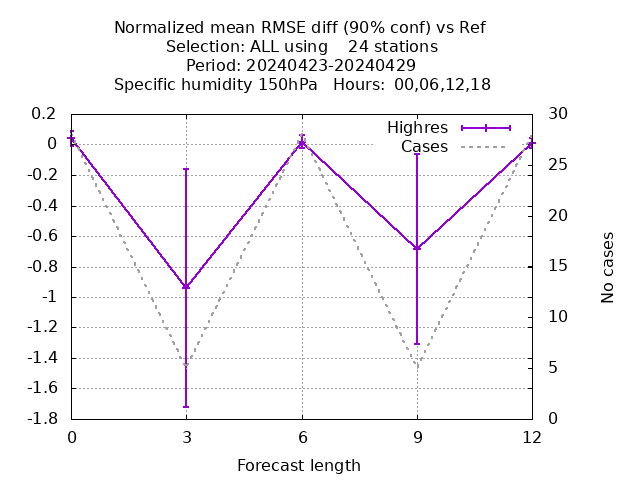 Normalized mean RMSE diff (90% conf) vs Ref
Selection: ALL using    24 stations
Period: 20240423-20240429
Specific humidity 150hPa   Hours:  00,06,12,18
Highres
Cases
0.2
0
-0.2
-0.4
-0.6
-0.8
-1
-1.2
-1.4
-1.6
-1.8
30
25
20
15
10
5
0
No cases
0 3 6 9 12
Forecast length